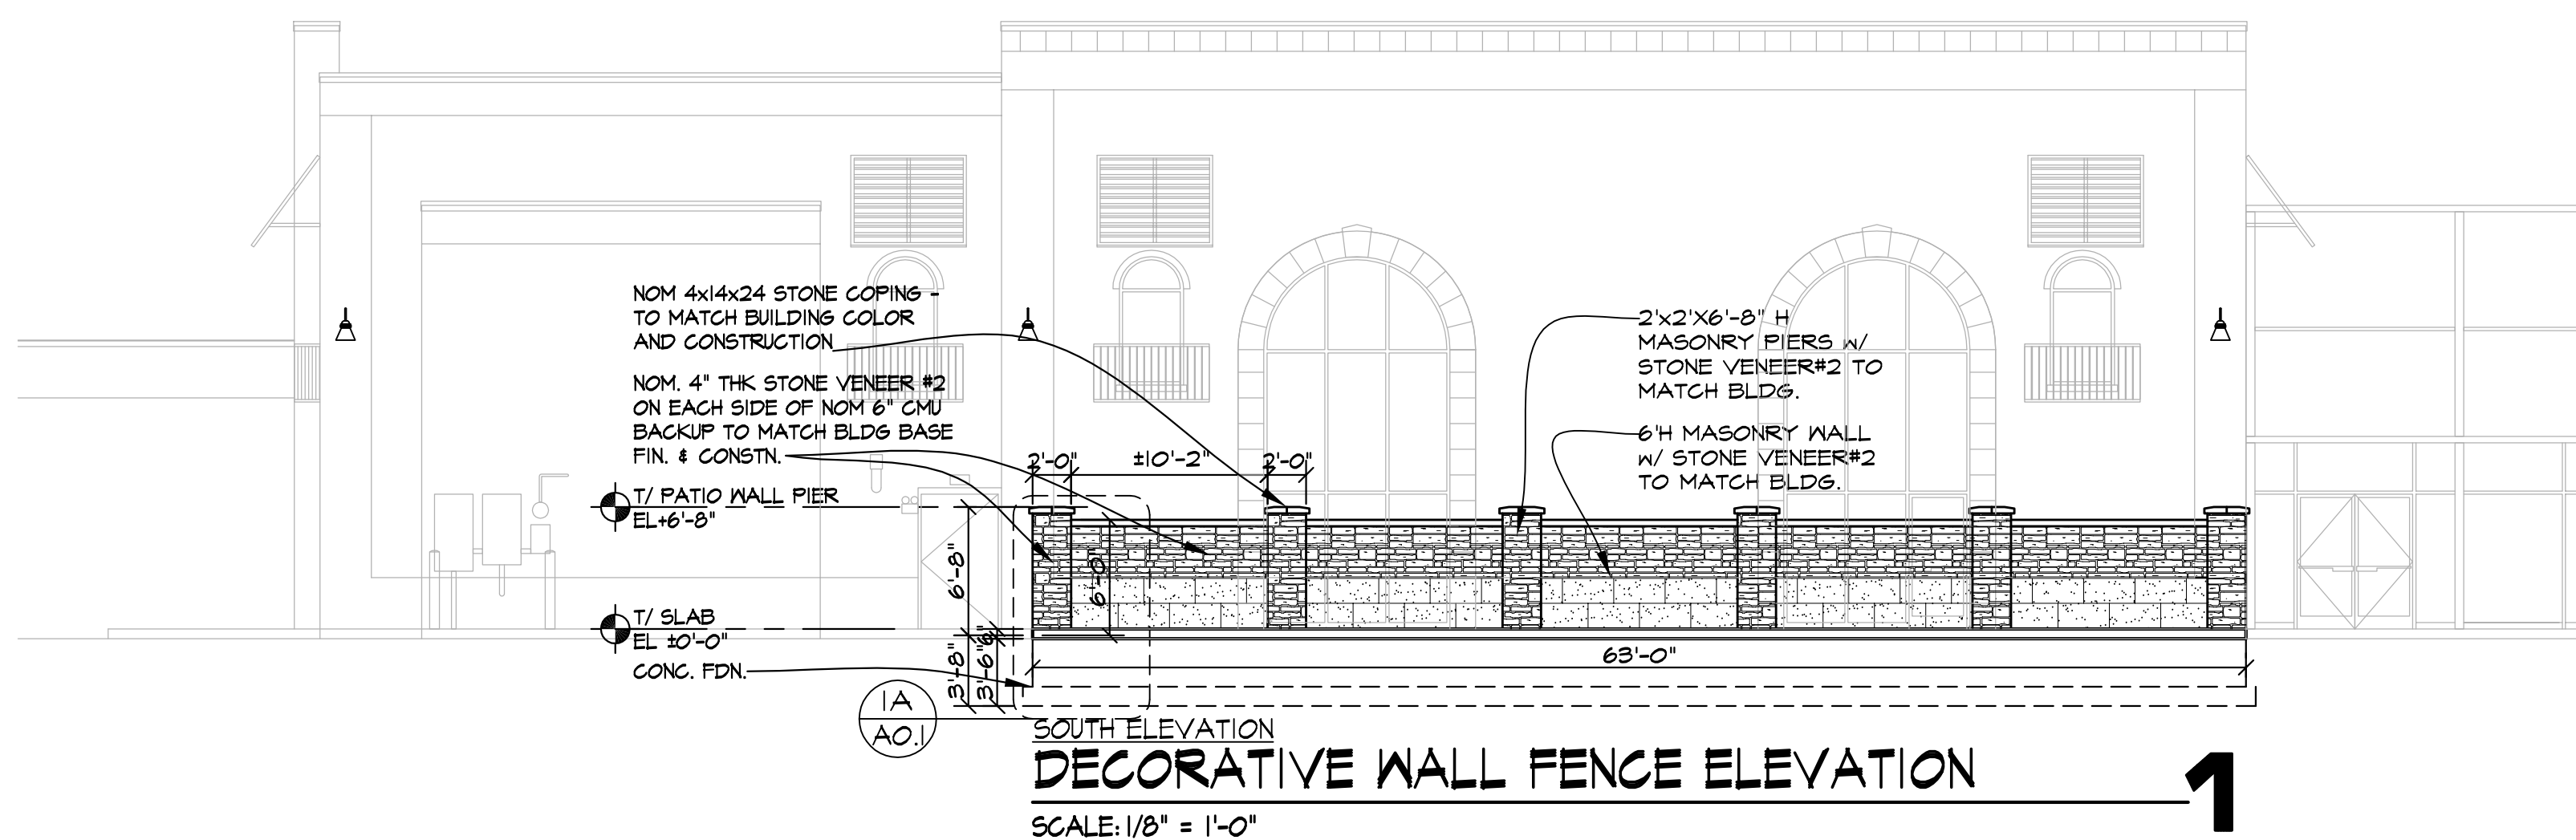 NOM 4x14x24 STONE COPING -
TO MATCH BUILDING COLOR
AND CONSTRUCTION
NOM. 4" THK STONE VENEER #2
ON EACH SIDE OF NOM 6" CMU
BACKUP TO MATCH BLDG BASE
FIN. & CONSTN.
2'x2'X6'-8" H
MASONRY PIERS W/
STONE VENEER#2 TO
MATCH BLDG.
6'H MASONRY WALL
W/ STONE VENEER#2
TO MATCH BLDG.
2'-0"
±10'-2"
2'-0"
T/ PATIO WALL PIER
EL+6'-8"
6'-8"
6'-0"
T/ SLAB
EL ±0'-0"
CONC. FDN.
3'-8"
3'-6"
6"
63'-0"
1A
A0.1
SOUTH ELEVATION
DECORATIVE WALL FENCE ELEVATION
1
SCALE: 1/8" = 1'-0"